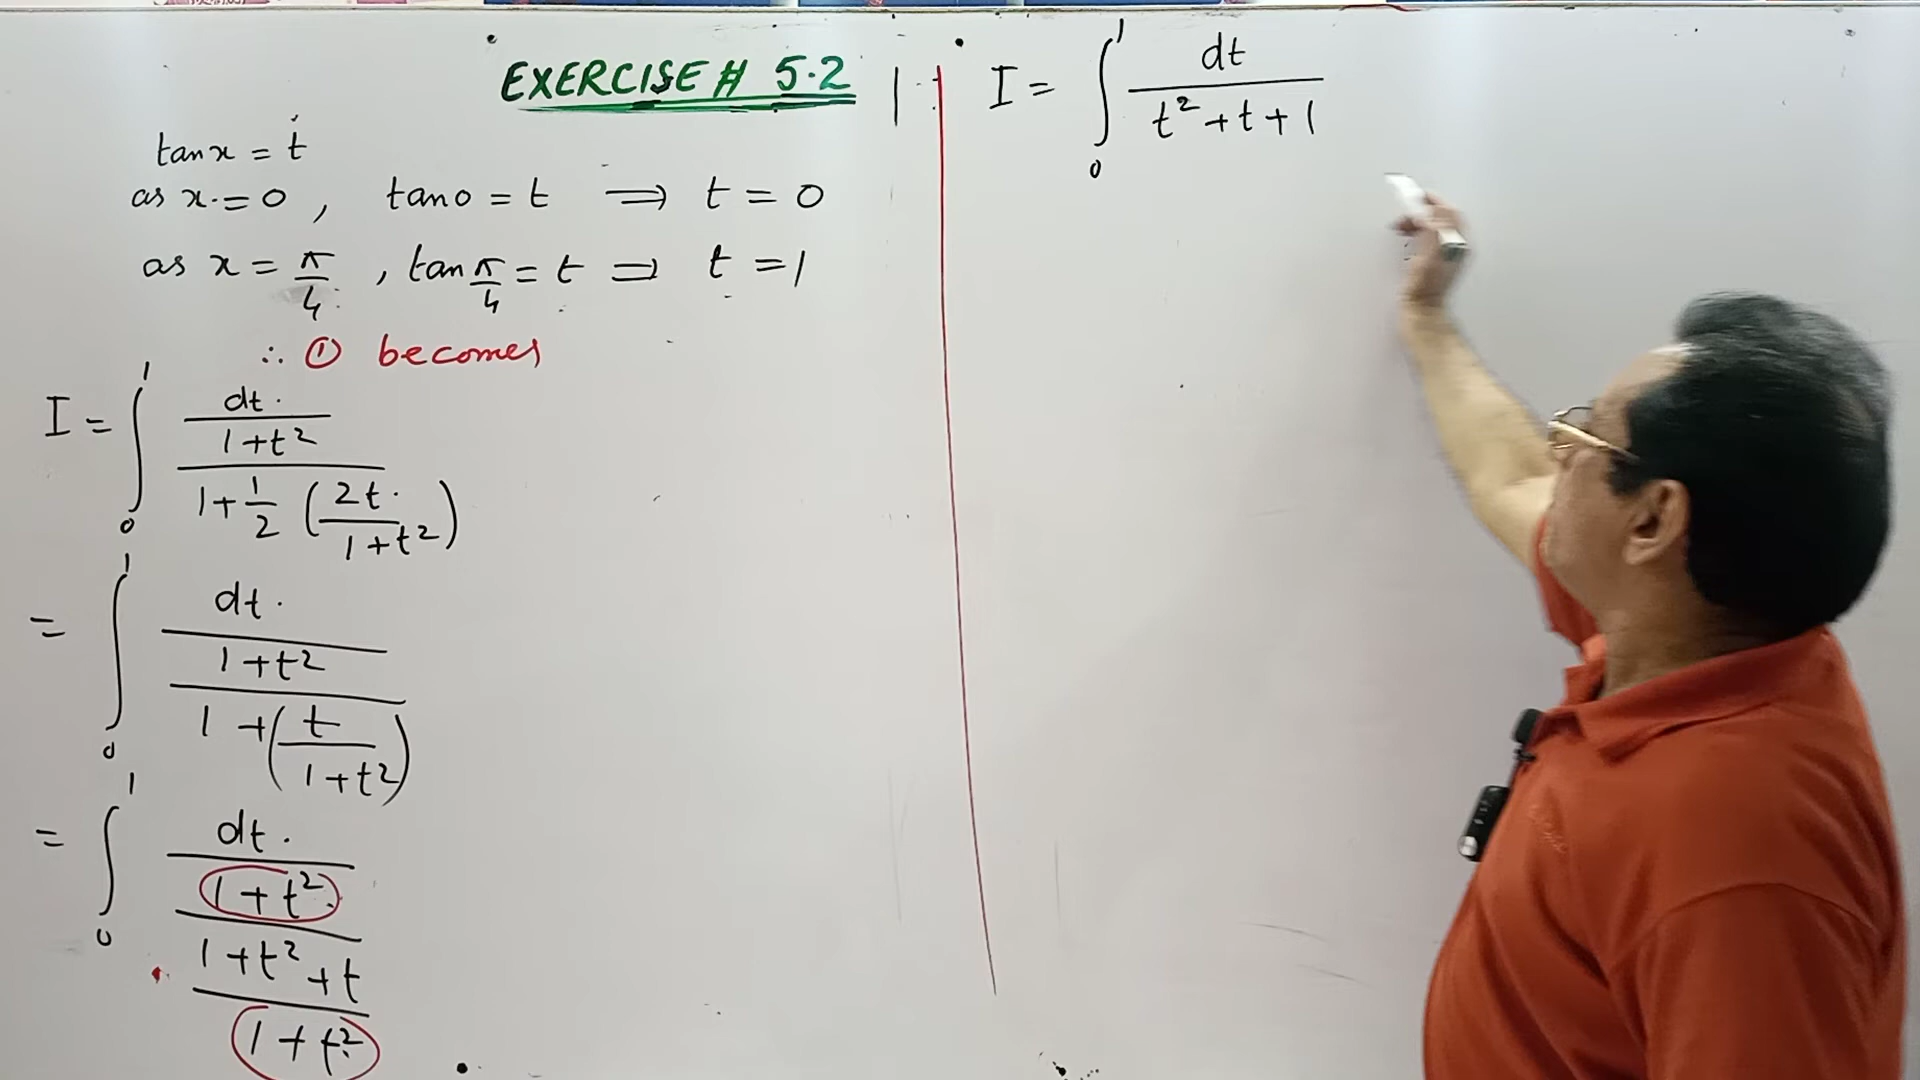 EXERCISE # 5.2
tan x = t
as x = 0 , tan 0 = t ⟹ t = 0
as x = π/4 , tan π/4 = t ⟹ t = 1
∴ ① becomes
I = ∫₀¹ (dt/(1+t²)) / (1 + 1/2 (2t/(1+t²)))
= ∫₀¹ (dt/(1+t²)) / (1 + (t/(1+t²)))
= ∫₀¹ (dt/(1+t²)) / ((1+t²+t)/(1+t²))
I = ∫₀¹ dt/(t²+t+1)